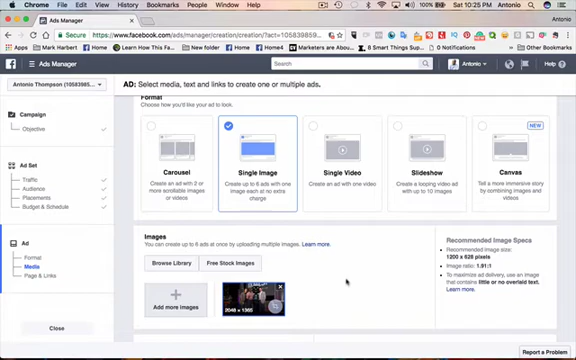 Chrome File Edit View History Bookmarks People Window Help
100% Sat 10:25 PM Antonio
Ads Manager
Antonio
Secure https://www.facebook.com/ads/manager/creation/creation/?act=105839859...
Apps Mark Harbert Learn How This Fa... New folder Home Marketers are Abou... 8 Smart Things Su... 0 Notifications Other Bookmarks
Ads Manager
Search
Antonio
Help
Antonio Thompson (1058398598...
AD: Select media, text and links to create one or multiple ads.
Campaign
Objective
Ad Set
Traffic
Audience
Placements
Budget & Schedule
Ad
Format
Media
Page & Links
Close
Format
Choose how you'd like your ad to look.
Carousel
Create an ad with 2 or more scrollable images or videos
Single Image
Create up to 6 ads with one image each at no extra charge
Single Video
Create an ad with one video
Slideshow
Create a looping video ad with up to 10 images
NEW
Canvas
Tell a more immersive story by combining images and videos
Images
You can create up to 6 ads at once by uploading multiple images. Learn more.
Browse Library
Free Stock Images
Add more images
2048 × 1365
Recommended Image Specs
Recommended image size:
1200 x 628 pixels
Image ratio: 1.91:1
To maximize ad delivery, use an image
that contains little or no overlaid text.
Learn more.
Report a Problem